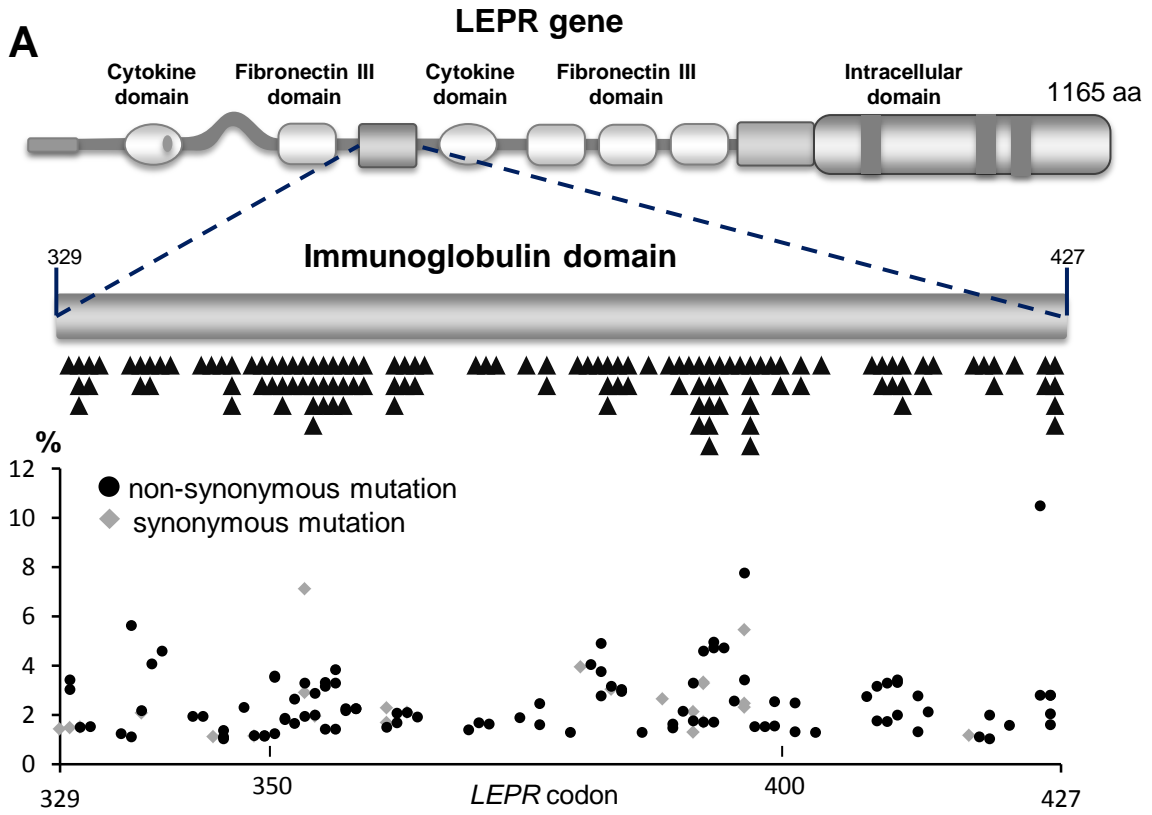 A
LEPR gene
Cytokine
domain
Fibronectin III
domain
Cytokine
domain
Fibronectin III
domain
Intracellular
domain
1165 aa
329
Immunoglobulin domain
427
%
12
10
8
6
4
2
0
non-synonymous mutation
synonymous mutation
329
350
LEPR codon
400
427